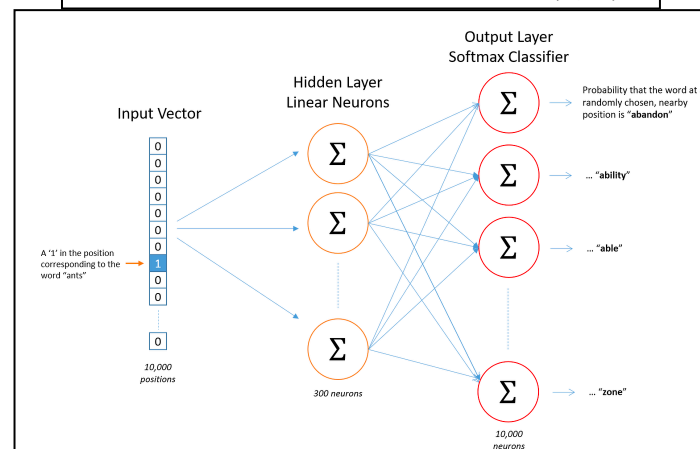 Output Layer
Softmax Classifier
Hidden Layer
Linear Neurons
Input Vector
0
0
0
0
0
0
0
1
0
0
0
A '1' in the position
corresponding to the
word "ants"
10,000
positions
Σ
Σ
Σ
300 neurons
Σ
Σ
Σ
Σ
10,000
neurons
Probability that the word at a
randomly chosen, nearby
position is "abandon"
... "ability"
... "able"
... "zone"